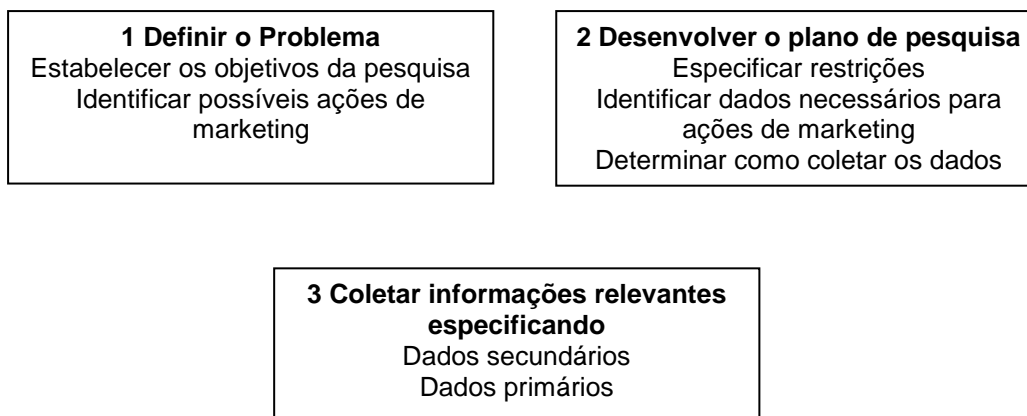 1 Definir o Problema
Estabelecer os objetivos da pesquisa
Identificar possíveis ações de
marketing
2 Desenvolver o plano de pesquisa
Especificar restrições
Identificar dados necessários para
ações de marketing
Determinar como coletar os dados
3 Coletar informações relevantes
especificando
Dados secundários
Dados primários